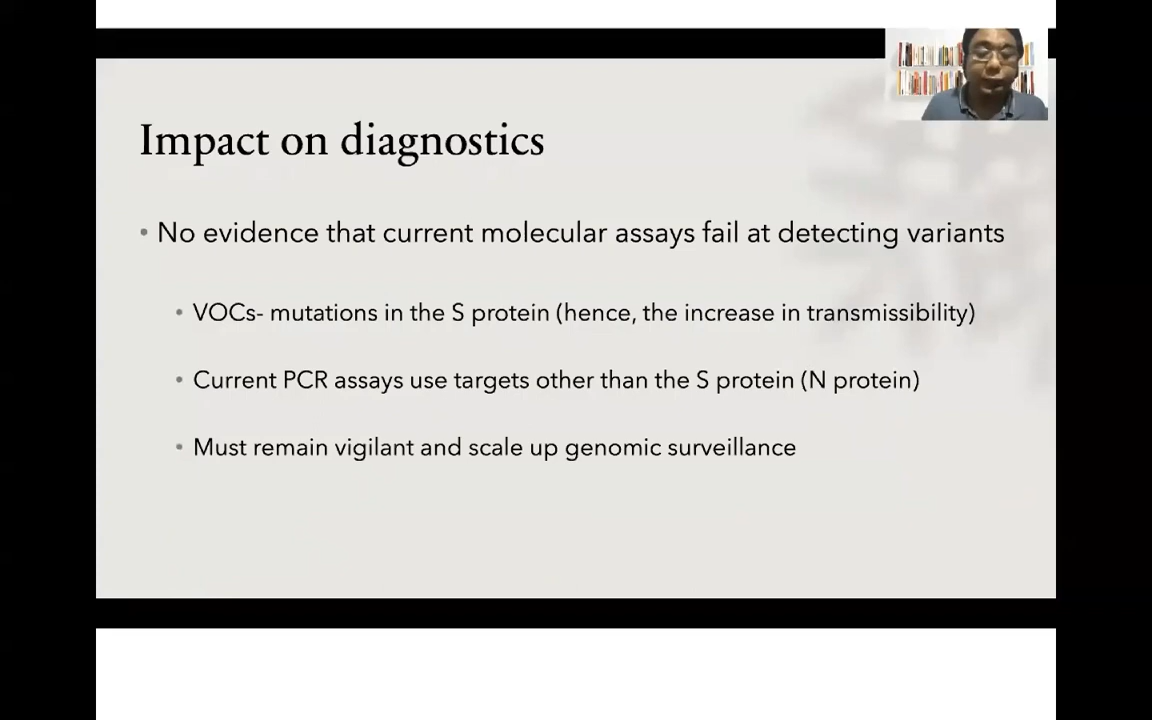 Impact on diagnostics
• No evidence that current molecular assays fail at detecting variants
• VOCs- mutations in the S protein (hence, the increase in transmissibility)
• Current PCR assays use targets other than the S protein (N protein)
• Must remain vigilant and scale up genomic surveillance